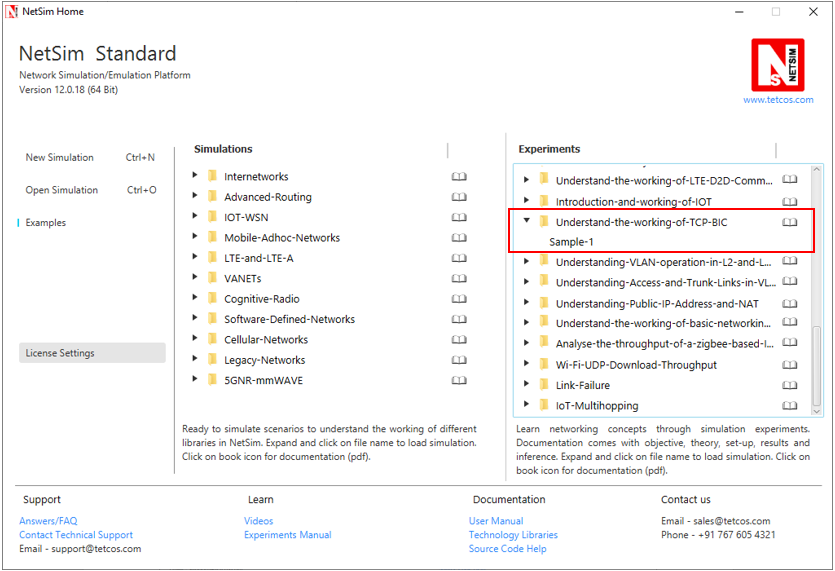 NetSim Home
NetSim Standard
Network Simulation/Emulation Platform
Version 12.0.18 (64 Bit)
NETSIM
NS
www.tetcos.com
New Simulation Ctrl+N
Open Simulation Ctrl+O
Examples
License Settings
Simulations
Internetworks
Advanced-Routing
IOT-WSN
Mobile-Adhoc-Networks
LTE-and-LTE-A
VANETs
Cognitive-Radio
Software-Defined-Networks
Cellular-Networks
Legacy-Networks
5GNR-mmWAVE
Ready to simulate scenarios to understand the working of different
libraries in NetSim. Expand and click on file name to load simulation.
Click on book icon for documentation (pdf).
Experiments
Understand-the-working-of-LTE-D2D-Comm...
Introduction-and-working-of-IOT
Understand-the-working-of-TCP-BIC
Sample-1
Understanding-VLAN-operation-in-L2-and-L...
Understanding-Access-and-Trunk-Links-in-VL...
Understanding-Public-IP-Address-and-NAT
Understand-the-working-of-basic-networkin...
Analyse-the-throughput-of-a-zigbee-based-I...
Wi-Fi-UDP-Download-Throughput
Link-Failure
IoT-Multihopping
Learn networking concepts through simulation experiments.
Documentation comes with objective, theory, set-up, results and
inference. Expand and click on file name to load simulation. Click on
book icon for documentation (pdf).
Support
Answers/FAQ
Contact Technical Support
Email - support@tetcos.com
Learn
Videos
Experiments Manual
Documentation
User Manual
Technology Libraries
Source Code Help
Contact us
Email - sales@tetcos.com
Phone - +91 767 605 4321